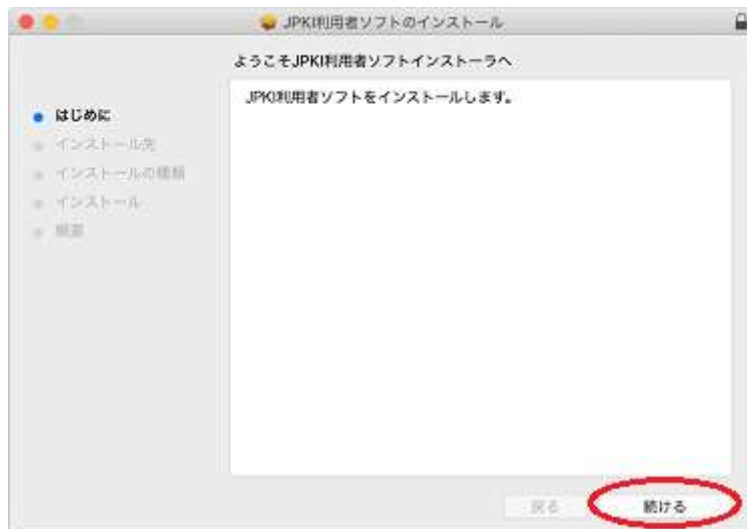 JPKI利用者ソフトのインストール
ようこそJPKI利用者ソフトインストーラへ
JPKI利用者ソフトをインストールします。
はじめに
インストール先
インストールの種類
インストール
概要
戻る
続ける